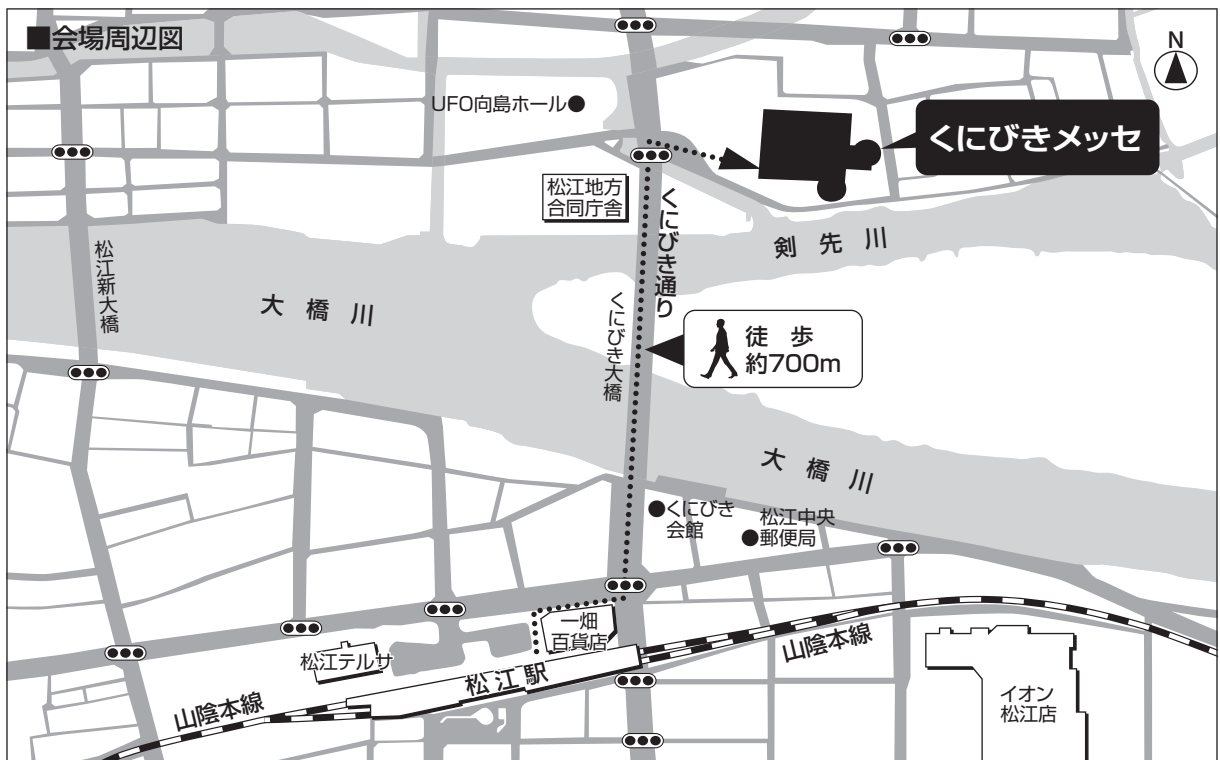 ■会場周辺図
N
UFO向島ホール●
くにびきメッセ
松江地方
合同庁舎
くにびき通り
剣先川
松江新大橋
大橋川
くにびき大橋
徒歩
約700m
大橋川
●くにびき
会館
松江中央
●郵便局
一畑
百貨店
松江テルサ
松江駅
山陰本線
山陰本線
イオン
松江店